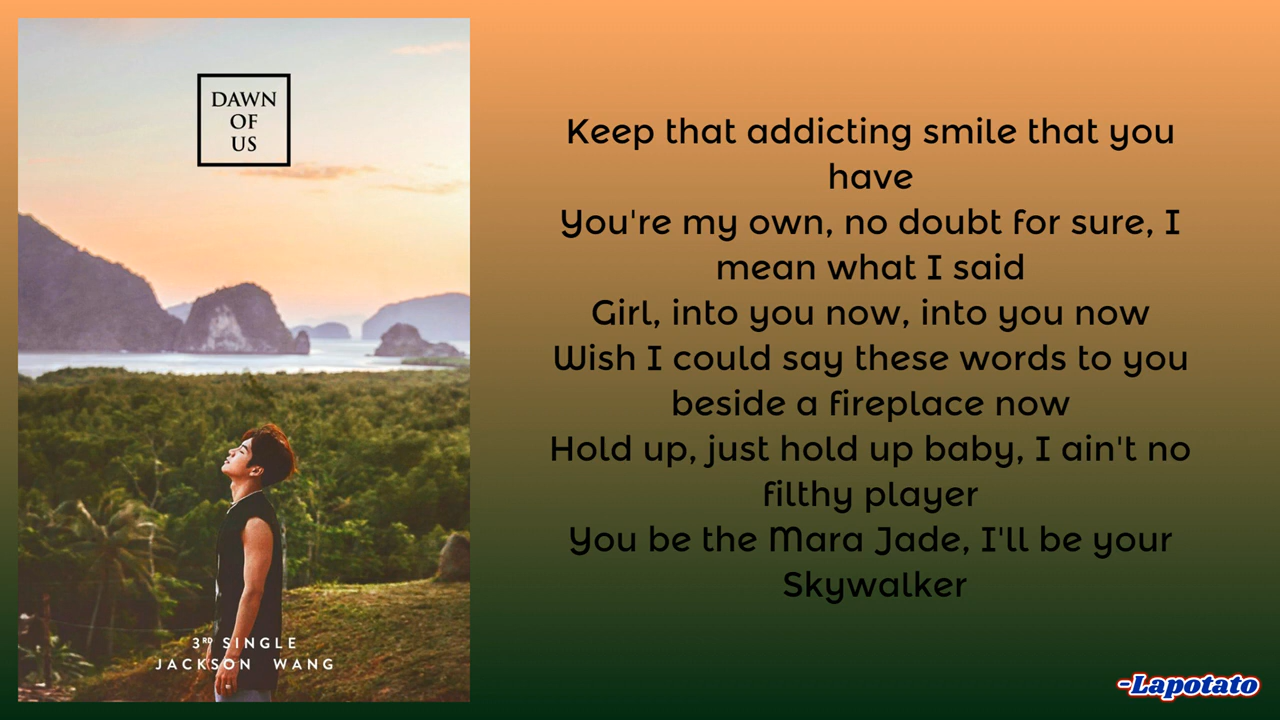 DAWN
OF
US
3RD SINGLE
JACKSON WANG
Keep that addicting smile that you
have
You're my own, no doubt for sure, I
mean what I said
Girl, into you now, into you now
Wish I could say these words to you
beside a fireplace now
Hold up, just hold up baby, I ain't no
filthy player
You be the Mara Jade, I'll be your
Skywalker
-Lapotato